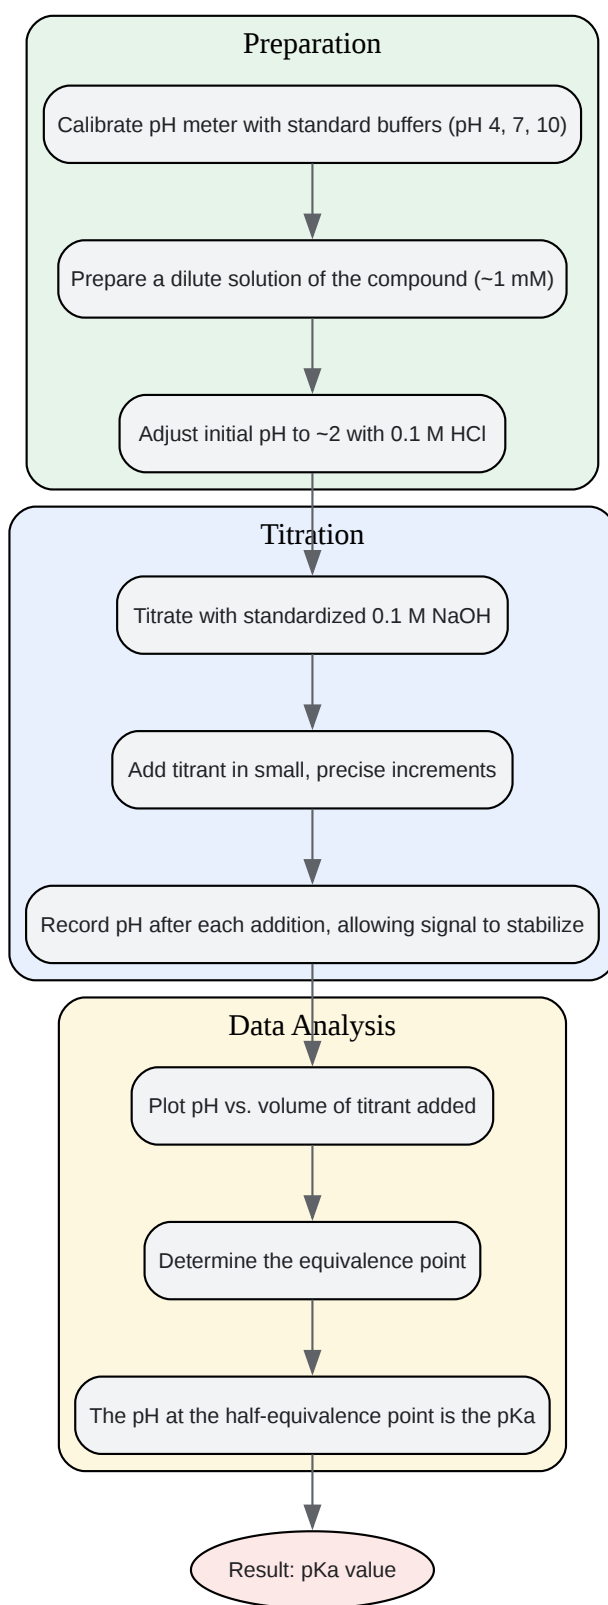 Preparation
Calibrate pH meter with standard buffers (pH 4, 7, 10)
Prepare a dilute solution of the compound (~1 mM)
Adjust initial pH to ~2 with 0.1 M HCl
Titration
Titrate with standardized 0.1 M NaOH
Add titrant in small, precise increments
Record pH after each addition, allowing signal to stabilize
Data Analysis
Plot pH vs. volume of titrant added
Determine the equivalence point
The pH at the half-equivalence point is the pKa
Result: pKa value